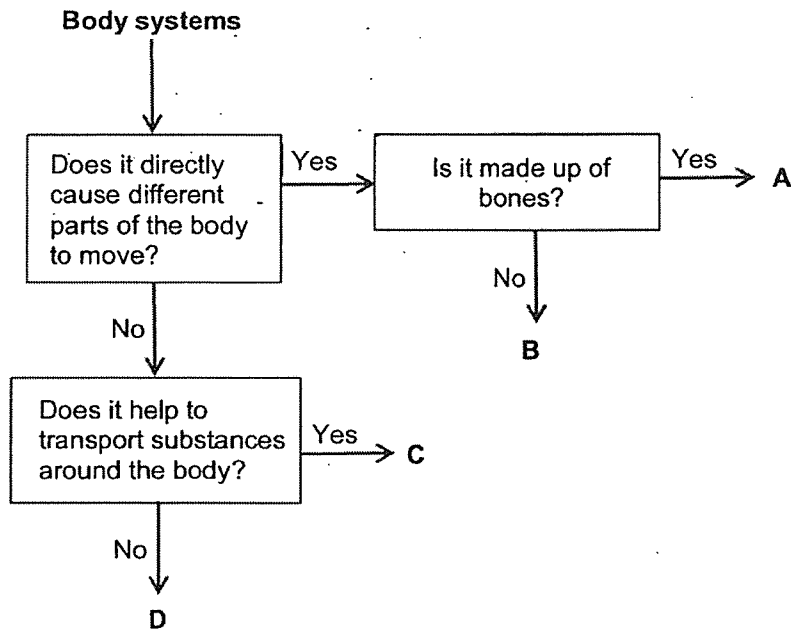 Body systems
Does it directly
cause different
parts of the body
to move?
Yes
Is it made up of
bones?
Yes
A
No
B
No
Does it help to
transport substances
around the body?
Yes
C
No
D